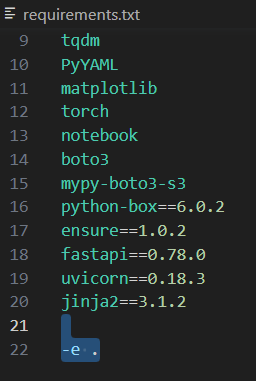 requirements.txt
9 tqdm
10 PyYAML
11 matplotlib
12 torch
13 notebook
14 boto3
15 mypy-boto3-s3
16 python-box==6.0.2
17 ensure==1.0.2
18 fastapi==0.78.0
19 uvicorn==0.18.3
20 jinja2==3.1.2
21
22 -e .